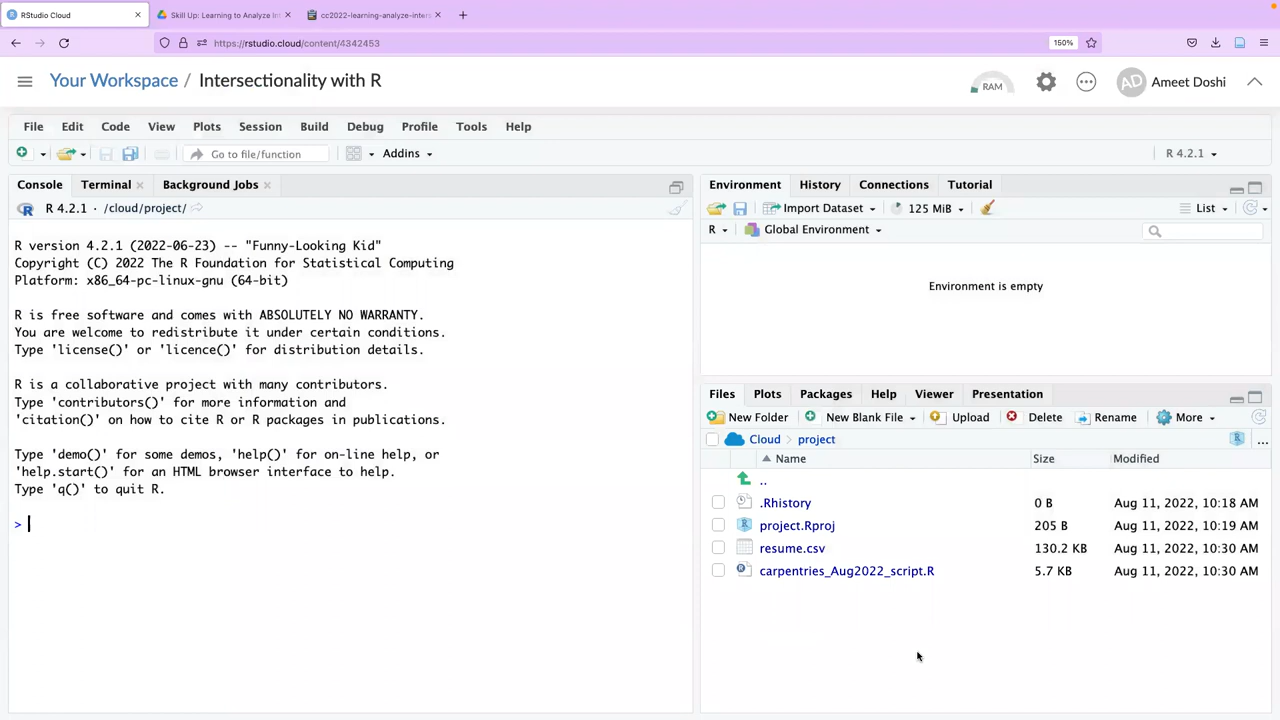 RStudio Cloud
Skill Up: Learning to Analyze In
cc2022-learning-analyze-inters
https://rstudio.cloud/content/4342453
150%
Your Workspace / Intersectionality with R
RAM
AD
Ameet Doshi
File Edit Code View Plots Session Build Debug Profile Tools Help
Go to file/function
Addins
R 4.2.1
Console Terminal Background Jobs
R 4.2.1 · /cloud/project/
R version 4.2.1 (2022-06-23) -- "Funny-Looking Kid"
Copyright (C) 2022 The R Foundation for Statistical Computing
Platform: x86_64-pc-linux-gnu (64-bit)
R is free software and comes with ABSOLUTELY NO WARRANTY.
You are welcome to redistribute it under certain conditions.
Type 'license()' or 'licence()' for distribution details.
R is a collaborative project with many contributors.
Type 'contributors()' for more information and
'citation()' on how to cite R or R packages in publications.
Type 'demo()' for some demos, 'help()' for on-line help, or
'help.start()' for an HTML browser interface to help.
Type 'q()' to quit R.
>
Environment History Connections Tutorial
Import Dataset 125 MiB List
R Global Environment
Environment is empty
Files Plots Packages Help Viewer Presentation
New Folder New Blank File Upload Delete Rename More
Cloud project
Name Size Modified
..
.Rhistory 0 B Aug 11, 2022, 10:18 AM
project.Rproj 205 B Aug 11, 2022, 10:19 AM
resume.csv 130.2 KB Aug 11, 2022, 10:30 AM
carpentries_Aug2022_script.R 5.7 KB Aug 11, 2022, 10:30 AM